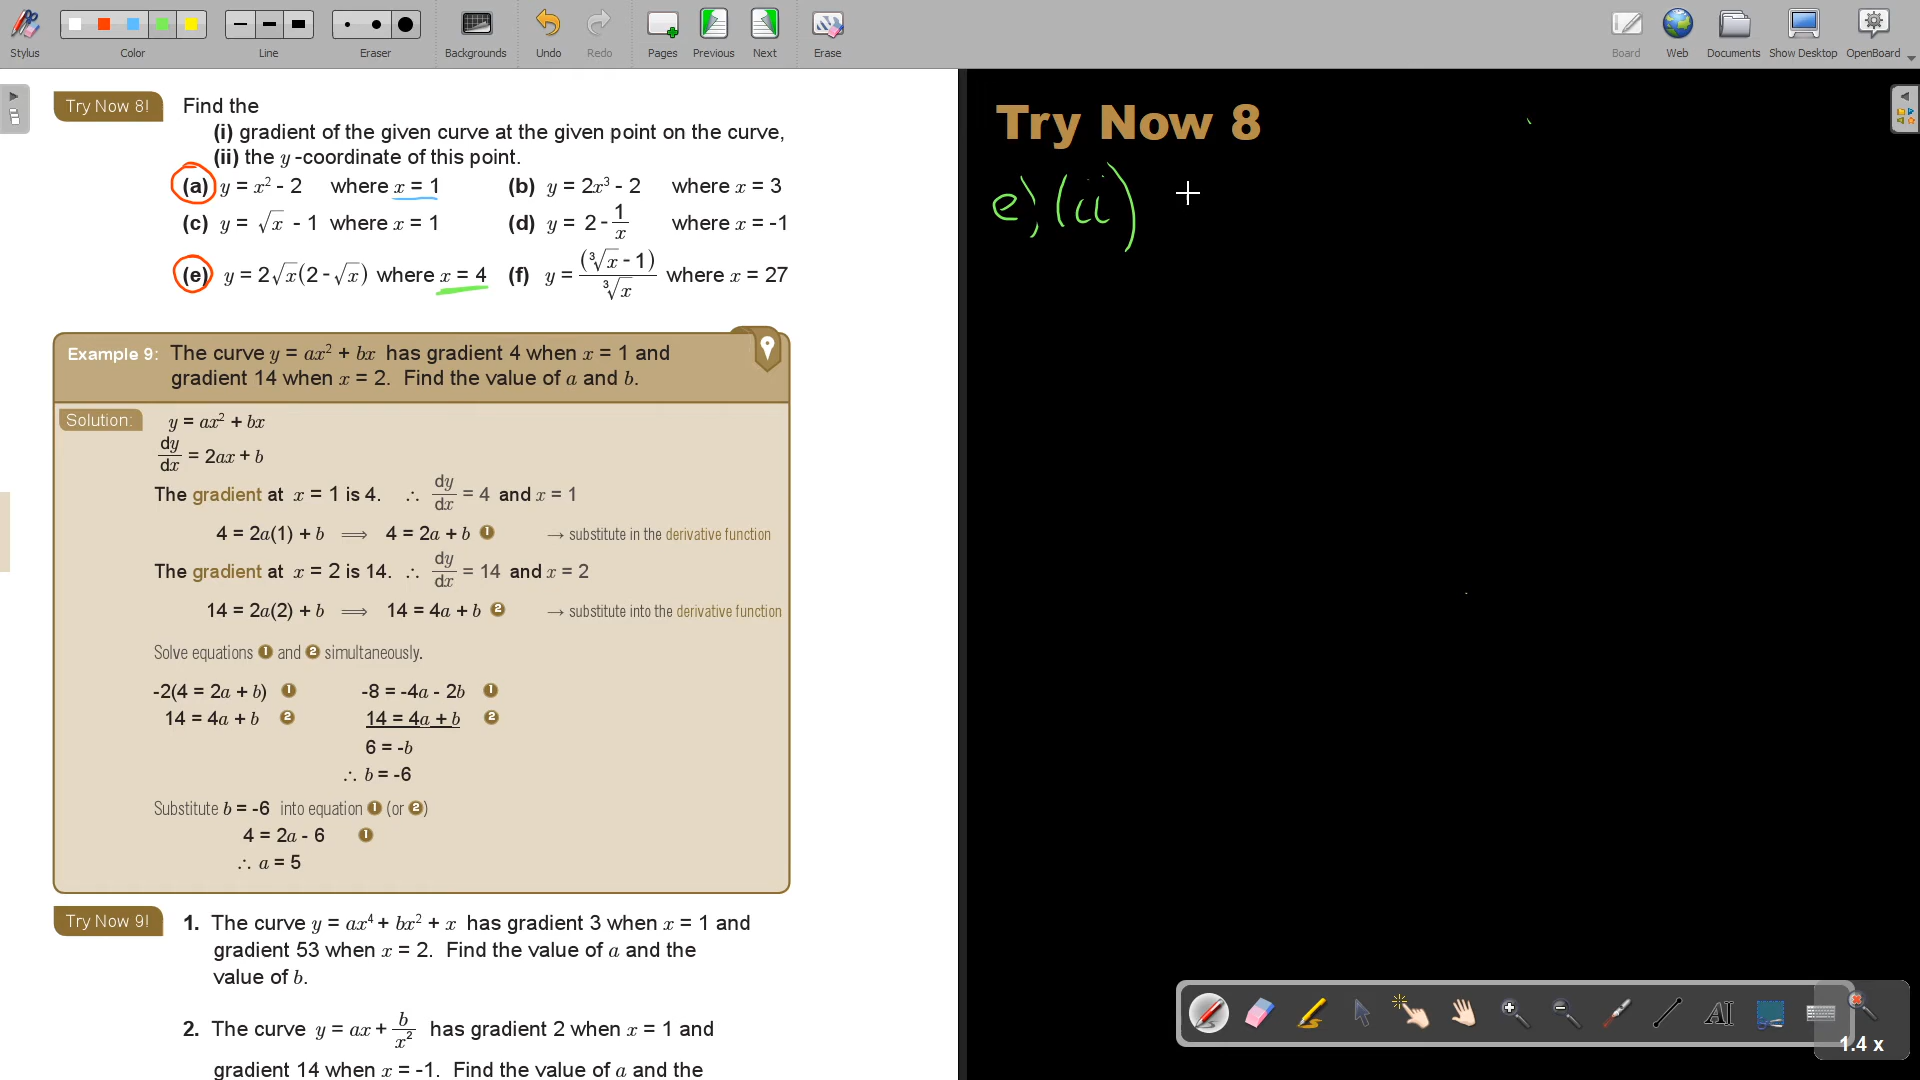 Stylus Color Line Eraser Backgrounds Undo Redo Pages Previous Next Erase Board Web Documents Show Desktop OpenBoard
Try Now 8! Find the
(i) gradient of the given curve at the given point on the curve,
(ii) the y -coordinate of this point.
(a) y = x² - 2 where x = 1 (b) y = 2x³ - 2 where x = 3
(c) y = √x - 1 where x = 1 (d) y = 2 - 1/x where x = -1
(e) y = 2√x(2 - √x) where x = 4 (f) y = (∛x - 1)/∛x where x = 27
Example 9: The curve y = ax² + bx has gradient 4 when x = 1 and
gradient 14 when x = 2. Find the value of a and b.
Solution: y = ax² + bx
dy/dx = 2ax + b
The gradient at x = 1 is 4. ∴ dy/dx = 4 and x = 1
4 = 2a(1) + b ⟹ 4 = 2a + b ❶ → substitute in the derivative function
The gradient at x = 2 is 14. ∴ dy/dx = 14 and x = 2
14 = 2a(2) + b ⟹ 14 = 4a + b ❷ → substitute into the derivative function
Solve equations ❶ and ❷ simultaneously.
-2(4 = 2a + b) ❶ -8 = -4a - 2b ❶
14 = 4a + b ❷ 14 = 4a + b ❷
6 = -b
∴ b = -6
Substitute b = -6 into equation ❶ (or ❷)
4 = 2a - 6 ❶
∴ a = 5
Try Now 9! 1. The curve y = ax⁴ + bx² + x has gradient 3 when x = 1 and
gradient 53 when x = 2. Find the value of a and the
value of b.
2. The curve y = ax + b/x² has gradient 2 when x = 1 and
gradient 14 when x = -1. Find the value of a and the
Try Now 8
e) (ii)
AI
1.4 x